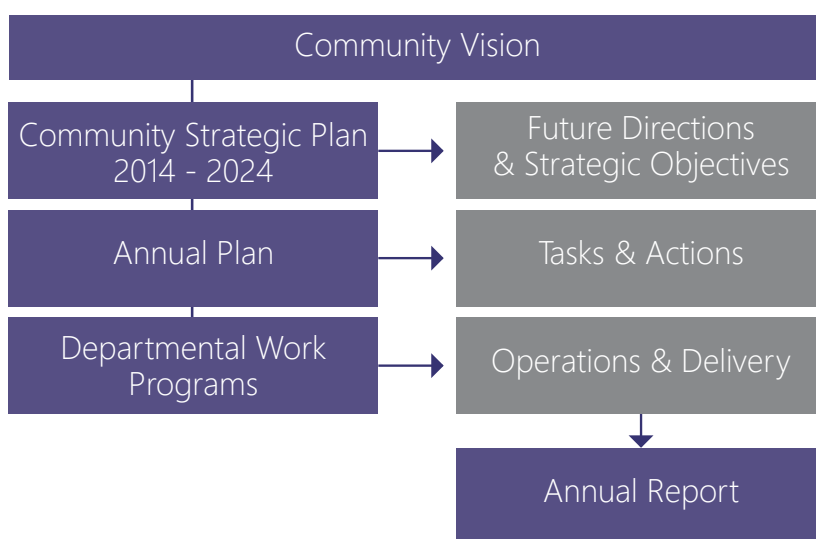 Community Vision
Community Strategic Plan
2014 - 2024
Future Directions
& Strategic Objectives
Annual Plan
Tasks & Actions
Departmental Work
Programs
Operations & Delivery
Annual Report